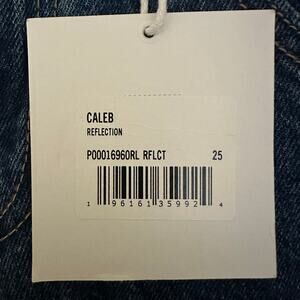 CALEB
REFLECTION
P00016960RL RFLCT 25
1 96161 35992 4